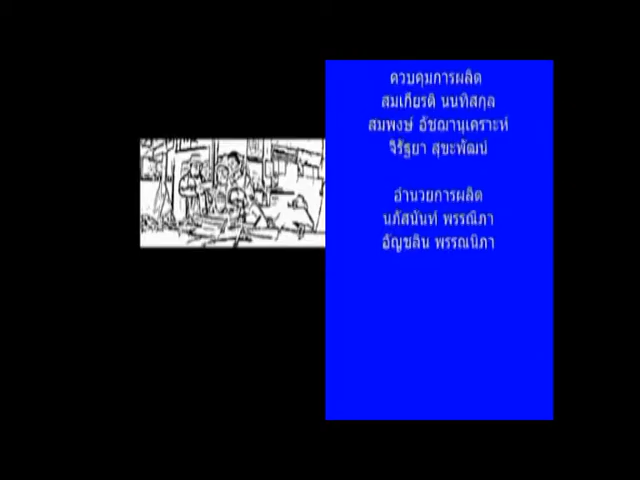 ควบคุมการผลิต
สมเกียรติ นนทิสกุล
สมพงษ์ อัชฌานุเคราะห์
จิรัฐยา สุขะพัฒน์
อำนวยการผลิต
นภัสนันท์ พรรณิภา
อัญชลิน พรรณนิภา